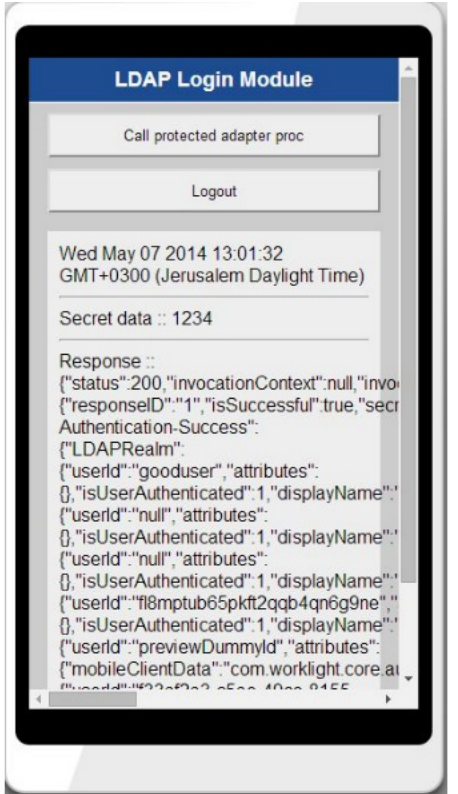 LDAP Login Module
Call protected adapter proc
Logout
Wed May 07 2014 13:01:32
GMT+0300 (Jerusalem Daylight Time)
Secret data :: 1234
Response ::
{"status":200,"invocationContext":null,"invo
{"responseID":"1","isSuccessful":true,"secr
Authentication-Success":
{"LDAPRealm":
{"userId":"gooduser","attributes":
{},"isUserAuthenticated":1,"displayName":"
{"userId":"null","attributes":
{},"isUserAuthenticated":1,"displayName":"
{"userId":"null","attributes":
{},"isUserAuthenticated":1,"displayName":"
{"userId":"fl8mptub65pkft2qqb4qn6g9ne","
{},"isUserAuthenticated":1,"displayName":"
{"userId":"previewDummyId","attributes":
{"mobileClientData":"com.worklight.core.au